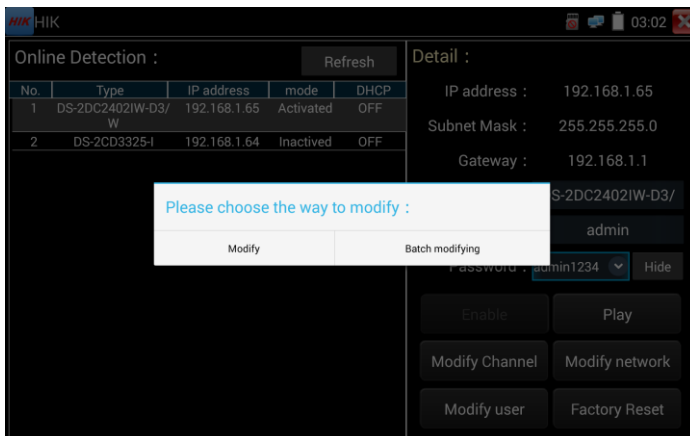 HIK HIK 03:02
Online Detection :
Refresh
No. Type IP address mode DHCP
1 DS-2DC2402IW-D3/ 192.168.1.65 Activated OFF
W
2 DS-2CD3325-I 192.168.1.64 Inactived OFF
Detail :
IP address : 192.168.1.65
Subnet Mask : 255.255.255.0
Gateway : 192.168.1.1
S-2DC2402IW-D3/
admin
Password : admin1234 Hide
Enable Play
Modify Channel Modify network
Modify user Factory Reset
Please choose the way to modify :
Modify Batch modifying